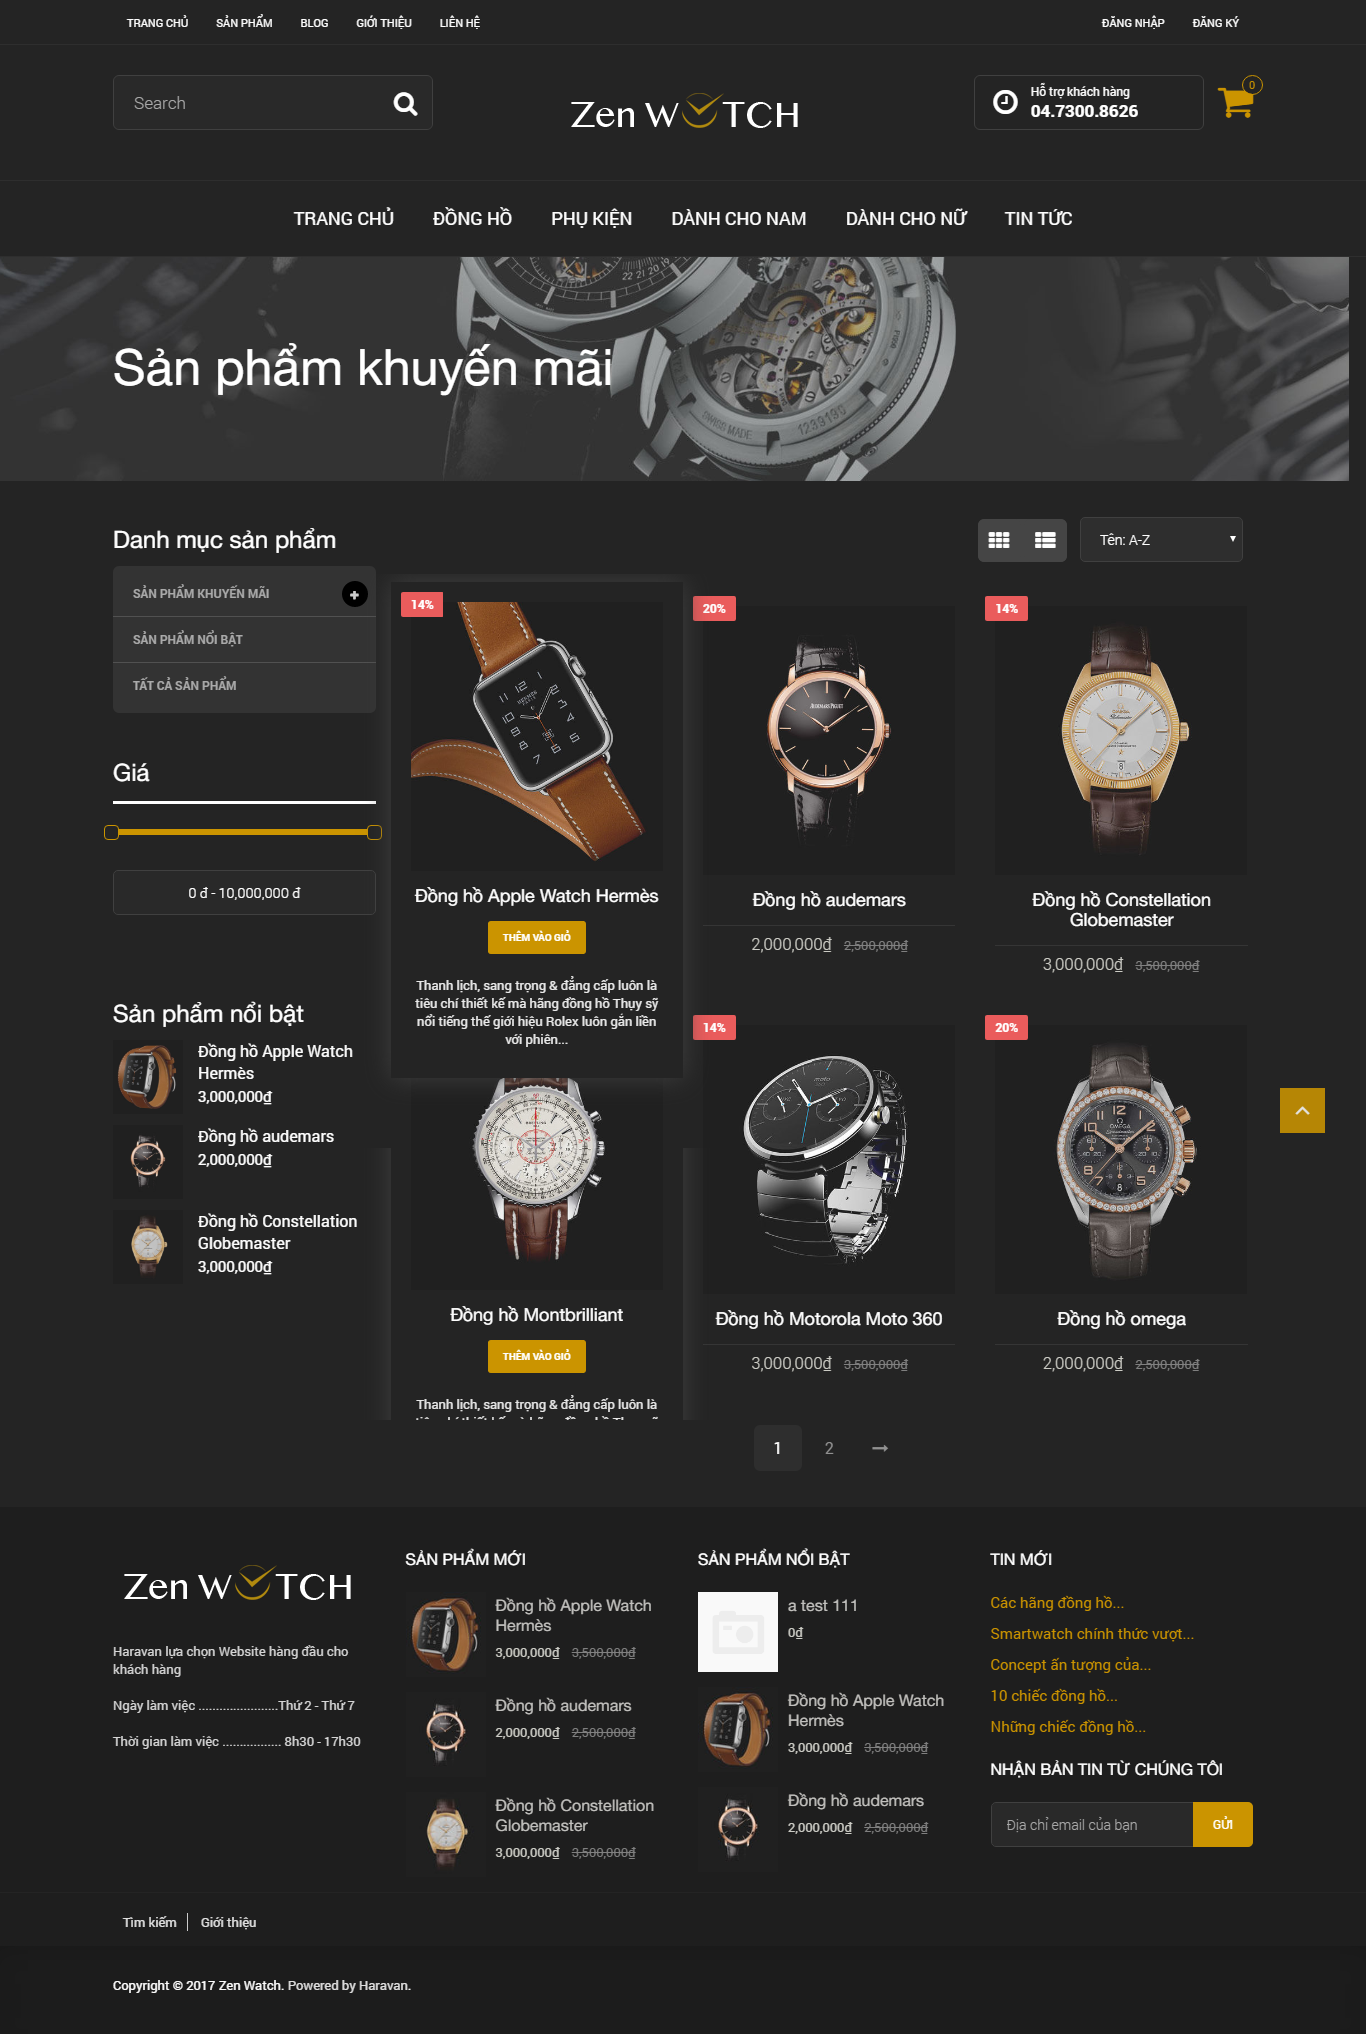 TRANG CHỦ SẢN PHẨM BLOG GIỚI THIỆU LIÊN HỆ ĐĂNG NHẬP ĐĂNG KÝ
Search
Zen WTCH
Hỗ trợ khách hàng
04.7300.8626
0
TRANG CHỦ ĐỒNG HỒ PHỤ KIỆN DÀNH CHO NAM DÀNH CHO NỮ TIN TỨC
Sản phẩm khuyến mãi
Danh mục sản phẩm
SẢN PHẨM KHUYẾN MÃI
SẢN PHẨM NỔI BẬT
TẤT CẢ SẢN PHẨM
Giá
0 đ - 10,000,000 đ
Sản phẩm nổi bật
Đồng hồ Apple Watch
Hermès
3,000,000₫
Đồng hồ audemars
2,000,000₫
Đồng hồ Constellation
Globemaster
3,000,000₫
Tên: A-Z
14%
Đồng hồ Apple Watch Hermès
THÊM VÀO GIỎ
Thanh lịch, sang trọng & đẳng cấp luôn là
tiêu chí thiết kế mà hãng đồng hồ Thụy sỹ
nổi tiếng thế giới hiệu Rolex luôn gắn liền
với phiên...
20%
AUDEMARS PIGUET
Đồng hồ audemars
2,000,000₫ 2,500,000₫
14%
Đồng hồ Constellation
Globemaster
3,000,000₫ 3,500,000₫
Đồng hồ Montbrilliant
THÊM VÀO GIỎ
Thanh lịch, sang trọng & đẳng cấp luôn là
14%
Đồng hồ Motorola Moto 360
3,000,000₫ 3,500,000₫
20%
OMEGA
Đồng hồ omega
2,000,000₫ 2,500,000₫
1 2
Zen WTCH
Haravan lựa chọn Website hàng đầu cho
khách hàng
Ngày làm việc .......................Thứ 2 - Thứ 7
Thời gian làm việc ................. 8h30 - 17h30
SẢN PHẨM MỚI
Đồng hồ Apple Watch
Hermès
3,000,000₫ 3,500,000₫
Đồng hồ audemars
2,000,000₫ 2,500,000₫
Đồng hồ Constellation
Globemaster
3,000,000₫ 3,500,000₫
SẢN PHẨM NỔI BẬT
a test 111
0₫
Đồng hồ Apple Watch
Hermès
3,000,000₫ 3,500,000₫
Đồng hồ audemars
2,000,000₫ 2,500,000₫
TIN MỚI
Các hãng đồng hồ...
Smartwatch chính thức vượt...
Concept ấn tượng của...
10 chiếc đồng hồ...
Những chiếc đồng hồ...
NHẬN BẢN TIN TỪ CHÚNG TÔI
Địa chỉ email của bạn
GỬI
Tìm kiếm Giới thiệu
Copyright © 2017 Zen Watch. Powered by Haravan.